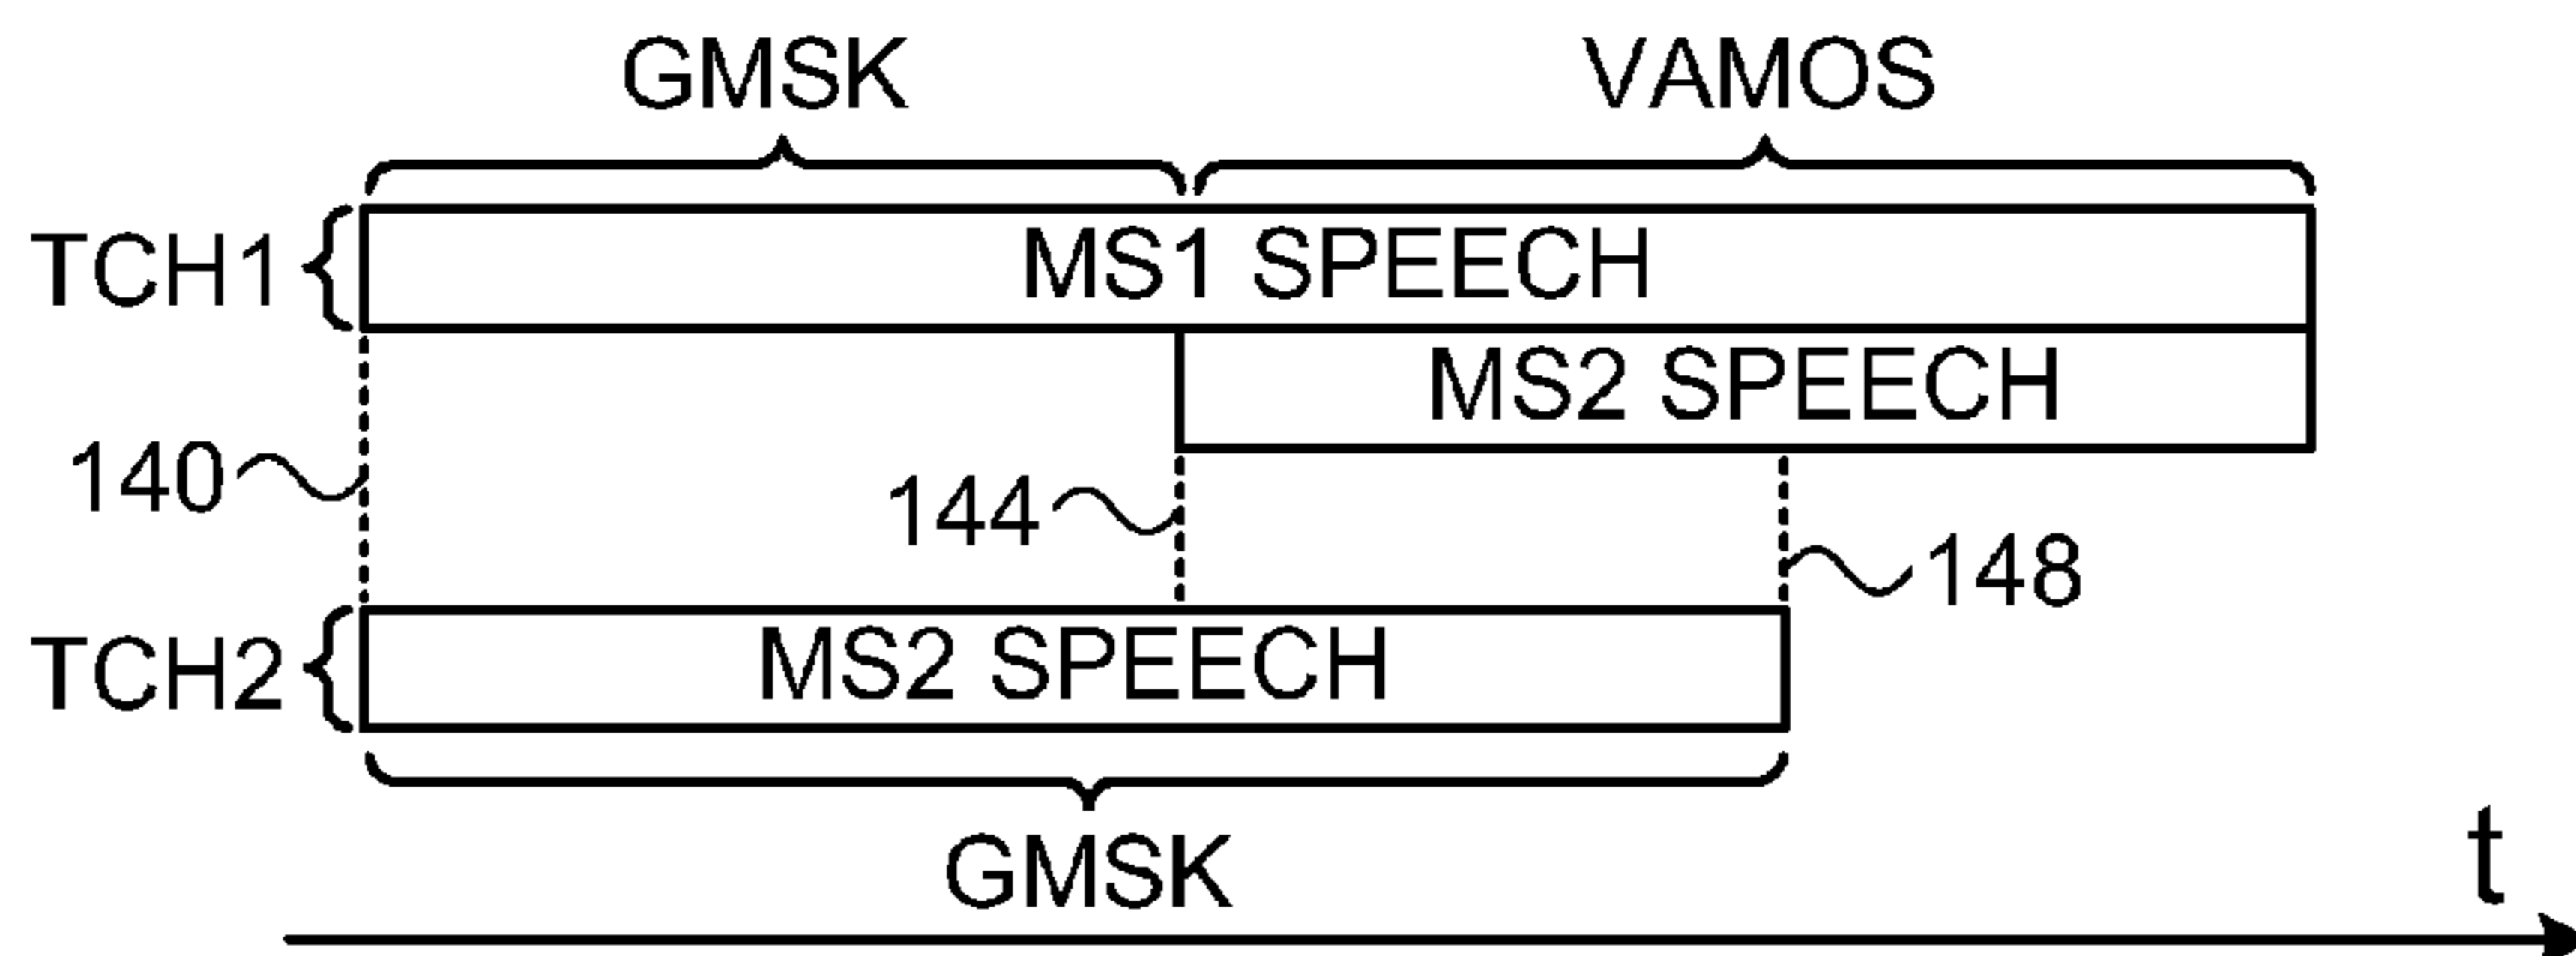 GMSK VAMOS
TCH1 MS1 SPEECH
MS2 SPEECH
140 144 148
TCH2 MS2 SPEECH
GMSK
t